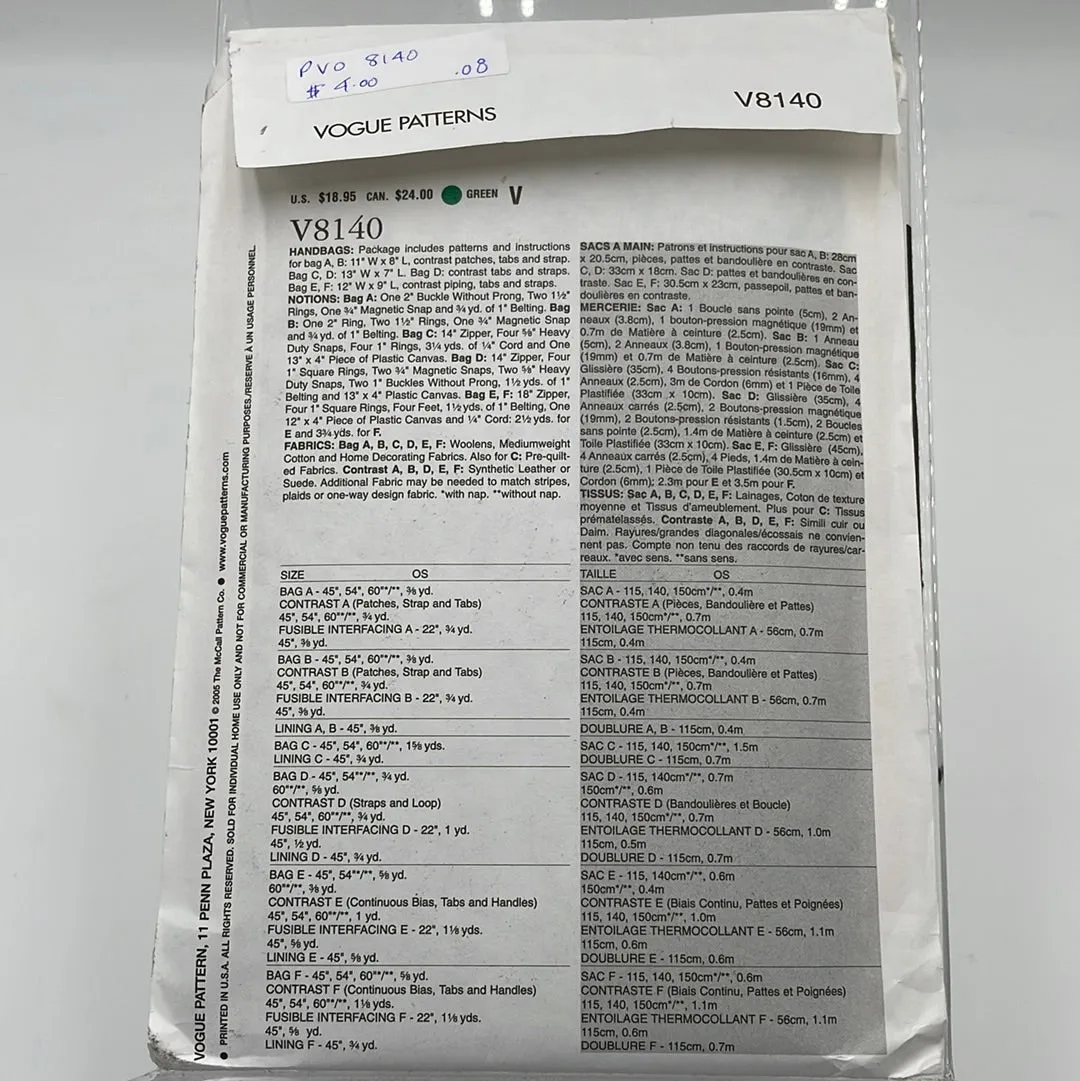 PVO 8140
$ 4.00 .08
VOGUE PATTERNS
V8140
U.S. $18.95 CAN. $24.00 GREEN V
V8140
HANDBAGS: Package includes patterns and instructions
for bag A, B: 11" W x 8" L, contrast patches, tabs and strap.
Bag C, D: 13" W x 7" L. Bag D: contrast tabs and straps.
Bag E, F: 12" W x 9" L, contrast piping, tabs and straps.
NOTIONS: Bag A: One 2" Buckle Without Prong, Two 1½"
Rings, One ¾" Magnetic Snap and ¾ yd. of 1" Belting. Bag
B: One 2" Ring, Two 1½" Rings, One ¾" Magnetic Snap
and ¾ yd. of 1" Belting. Bag C: 14" Zipper, Four ⅝" Heavy
Duty Snaps, Four 1" Rings, 3¼ yds. of ¼" Cord and One
13" x 4" Piece of Plastic Canvas. Bag D: 14" Zipper, Four
1" Square Rings, Two ¾" Magnetic Snaps, Two ⅝" Heavy
Duty Snaps, Two 1" Buckles Without Prong, 1½ yds. of 1"
Belting and 13" x 4" Plastic Canvas. Bag E, F: 18" Zipper,
Four 1" Square Rings, Four Feet, 1½ yds. of 1" Belting, One
12" x 4" Piece of Plastic Canvas and ¼" Cord: 2½ yds. for
E and 3¾ yds. for F.
FABRICS: Bag A, B, C, D, E, F: Woolens, Mediumweight
Cotton and Home Decorating Fabrics. Also for C: Pre-quilt-
ed Fabrics. Contrast A, B, D, E, F: Synthetic Leather or
Suede. Additional Fabric may be needed to match stripes,
plaids or one-way design fabric. *with nap. **without nap.
SIZE OS
BAG A - 45", 54", 60"*/**, ⅜ yd.
CONTRAST A (Patches, Strap and Tabs)
45", 54", 60"*/**, ¾ yd.
FUSIBLE INTERFACING A - 22", ¾ yd.
45", ⅜ yd.
BAG B - 45", 54", 60"*/**, ⅜ yd.
CONTRAST B (Patches, Strap and Tabs)
45", 54", 60"*/**, ¾ yd.
FUSIBLE INTERFACING B - 22", ¾ yd.
45", ⅜ yd.
LINING A, B - 45", ⅜ yd.
BAG C - 45", 54", 60"*/**, 1⅝ yds.
LINING C - 45", ¾ yd.
BAG D - 45", 54"*/**, ¾ yd.
60"*/**, ⅝ yd.
CONTRAST D (Straps and Loop)
45", 54", 60"*/**, ¾ yd.
FUSIBLE INTERFACING D - 22", 1 yd.
45", ½ yd.
LINING D - 45", ¾ yd.
BAG E - 45", 54"*/**, ⅝ yd.
60"*/**, ⅜ yd.
CONTRAST E (Continuous Bias, Tabs and Handles)
45", 54", 60"*/**, 1 yd.
FUSIBLE INTERFACING E - 22", 1⅛ yds.
45", ⅝ yd.
LINING E - 45", ⅝ yd.
BAG F - 45", 54", 60"*/**, ⅝ yd.
CONTRAST F (Continuous Bias, Tabs and Handles)
45", 54", 60"*/**, 1⅛ yds.
FUSIBLE INTERFACING F - 22", 1⅛ yds.
45", ⅝ yd.
LINING F - 45", ¾ yd.
SACS A MAIN: Patrons et instructions pour sac A, B: 28cm
x 20.5cm, pièces, pattes et bandoulière en contraste. Sac
C, D: 33cm x 18cm. Sac D: pattes et bandoulières en con-
traste. Sac E, F: 30.5cm x 23cm, passepoil, pattes et ban-
doulières en contraste.
MERCERIE: Sac A: 1 Boucle sans pointe (5cm), 2 An-
neaux (3.8cm), 1 bouton-pression magnétique (19mm) et
0.7m de Matière à ceinture (2.5cm). Sac B: 1 Anneau
(5cm), 2 Anneaux (3.8cm), 1 Bouton-pression magnétique
(19mm) et 0.7m de Matière à ceinture (2.5cm). Sac C:
Glissière (35cm), 4 Boutons-pression résistants (16mm), 4
Anneaux (2.5cm), 3m de Cordon (6mm) et 1 Pièce de Toile
Plastifiée (33cm x 10cm). Sac D: Glissière (35cm), 4
Anneaux carrés (2.5cm), 2 Boutons-pression magnétique
(19mm), 2 Boutons-pression résistants (1.5cm), 2 Boucles
sans pointe (2.5cm), 1.4m de Matière à ceinture (2.5cm) et
Toile Plastifiée (33cm x 10cm). Sac E, F: Glissière (45cm),
4 Anneaux carrés (2.5cm), 4 Pieds, 1.4m de Matière à cein-
ture (2.5cm), 1 Pièce de Toile Plastifiée (30.5cm x 10cm) et
Cordon (6mm); 2.3m pour E et 3.5m pour F.
TISSUS: Sac A, B, C, D, E, F: Lainages, Coton de texture
moyenne et Tissus d'ameublement. Plus pour C: Tissus
prématelassés. Contraste A, B, D, E, F: Simili cuir ou
Daim. Rayures/grandes diagonales/écossais ne convien-
nent pas. Compte non tenu des raccords de rayures/car-
reaux. *avec sens. **sans sens.
TAILLE OS
SAC A - 115, 140, 150cm*/**, 0.4m
CONTRASTE A (Pièces, Bandoulière et Pattes)
115, 140, 150cm*/**, 0.7m
ENTOILAGE THERMOCOLLANT A - 56cm, 0.7m
115cm, 0.4m
SAC B - 115, 140, 150cm*/**, 0.4m
CONTRASTE B (Pièces, Bandoulière et Pattes)
115, 140, 150cm*/**, 0.7m
ENTOILAGE THERMOCOLLANT B - 56cm, 0.7m
115cm, 0.4m
DOUBLURE A, B - 115cm, 0.4m
SAC C - 115, 140, 150cm*/**, 1.5m
DOUBLURE C - 115cm, 0.7m
SAC D - 115, 140cm*/**, 0.7m
150cm*/**, 0.6m
CONTRASTE D (Bandoulières et Boucle)
115, 140, 150cm*/**, 0.7m
ENTOILAGE THERMOCOLLANT D - 56cm, 1.0m
115cm, 0.5m
DOUBLURE D - 115cm, 0.7m
SAC E - 115, 140cm*/**, 0.6m
150cm*/**, 0.4m
CONTRASTE E (Biais Continu, Pattes et Poignées)
115, 140, 150cm*/**, 1.0m
ENTOILAGE THERMOCOLLANT E - 56cm, 1.1m
115cm, 0.6m
DOUBLURE E - 115cm, 0.6m
SAC F - 115, 140, 150cm*/**, 0.6m
CONTRASTE F (Biais Continu, Pattes et Poignées)
115, 140, 150cm*/**, 1.1m
ENTOILAGE THERMOCOLLANT F - 56cm, 1.1m
115cm, 0.6m
DOUBLURE F - 115cm, 0.7m
VOGUE PATTERN, 11 PENN PLAZA, NEW YORK 10001 © 2005 The McCall Pattern Co. ● www.voguepatterns.com
● PRINTED IN U.S.A. ALL RIGHTS RESERVED. SOLD FOR INDIVIDUAL HOME USE ONLY AND NOT FOR COMMERCIAL OR MANUFACTURING PURPOSES./RESERVE À UN USAGE PERSONNEL